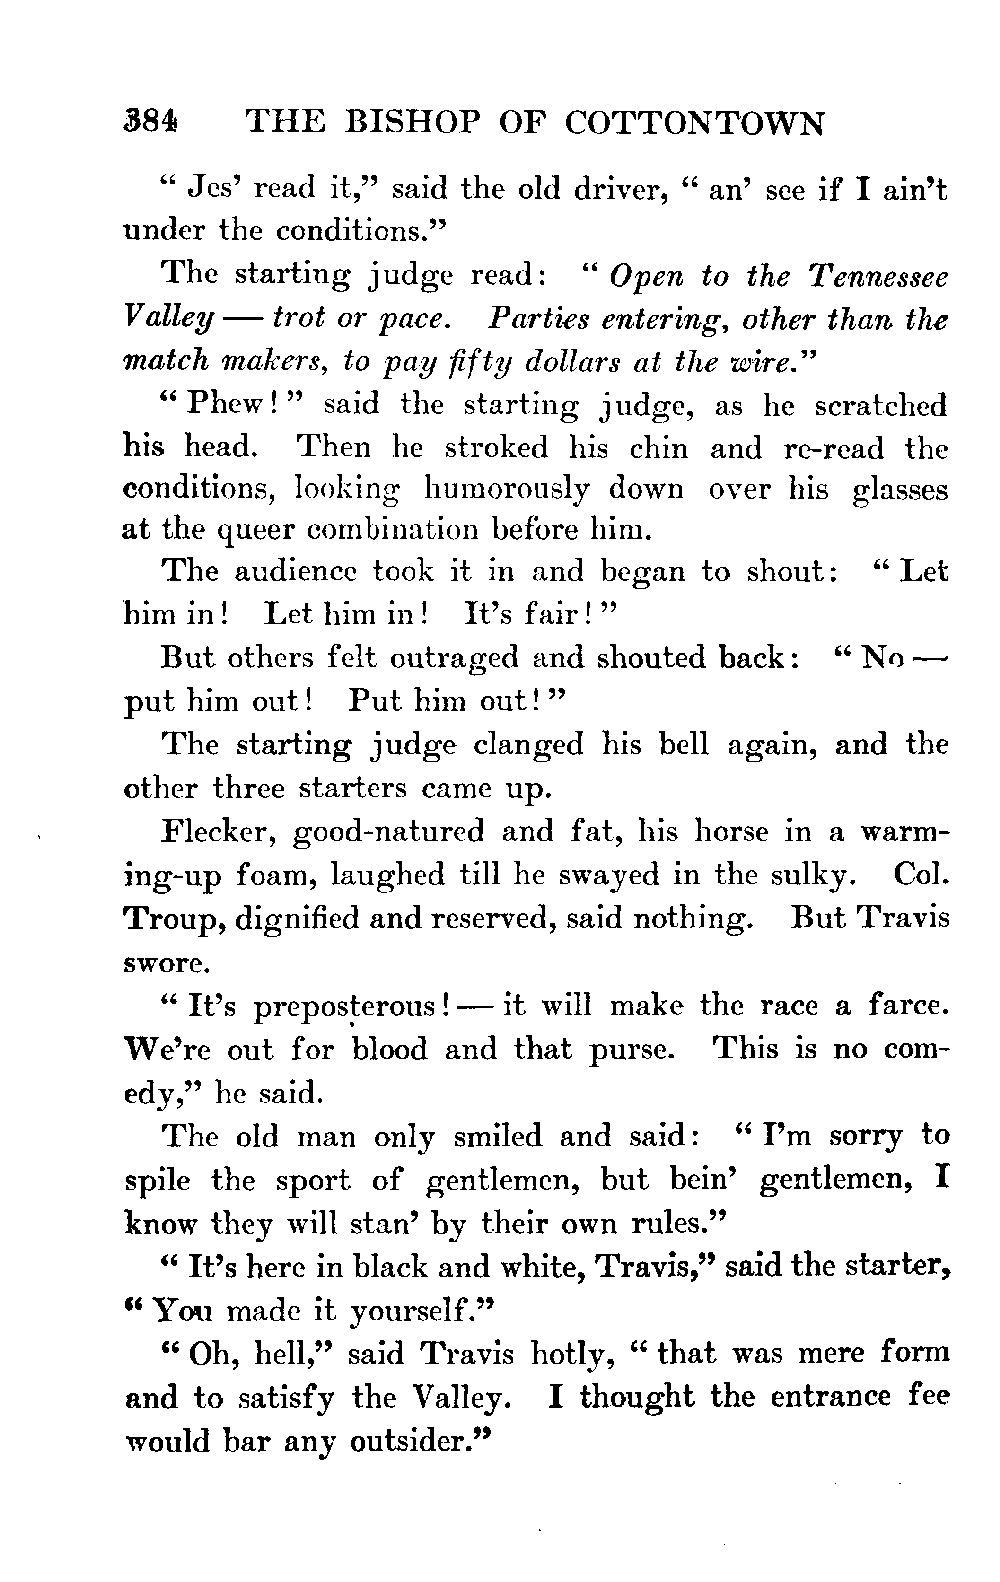 384 THE BISHOP OF COTTONTOWN
“ Jes’ read it,” said the old driver, “ an’ see if I ain’t
under the conditions.”
The starting judge read: “ Open to the Tennessee
Valley — trot or pace. Parties entering, other than the
match makers, to pay fifty dollars at the wire.”
“ Phew! ” said the starting judge, as he scratched
his head. Then he stroked his chin and re-read the
conditions, looking humorously down over his glasses
at the queer combination before him.
The audience took it in and began to shout: “ Let
him in! Let him in! It’s fair! ”
But others felt outraged and shouted back: “ No —
put him out! Put him out! ”
The starting judge clanged his bell again, and the
other three starters came up.
Flecker, good-natured and fat, his horse in a warm-
ing-up foam, laughed till he swayed in the sulky. Col.
Troup, dignified and reserved, said nothing. But Travis
swore.
“ It’s preposterous! — it will make the race a farce.
We’re out for blood and that purse. This is no com-
edy,” he said.
The old man only smiled and said: “ I’m sorry to
spile the sport of gentlemen, but bein’ gentlemen, I
know they will stan’ by their own rules.”
“ It’s here in black and white, Travis,” said the starter,
“ You made it yourself.”
“ Oh, hell,” said Travis hotly, “ that was mere form
and to satisfy the Valley. I thought the entrance fee
would bar any outsider.”